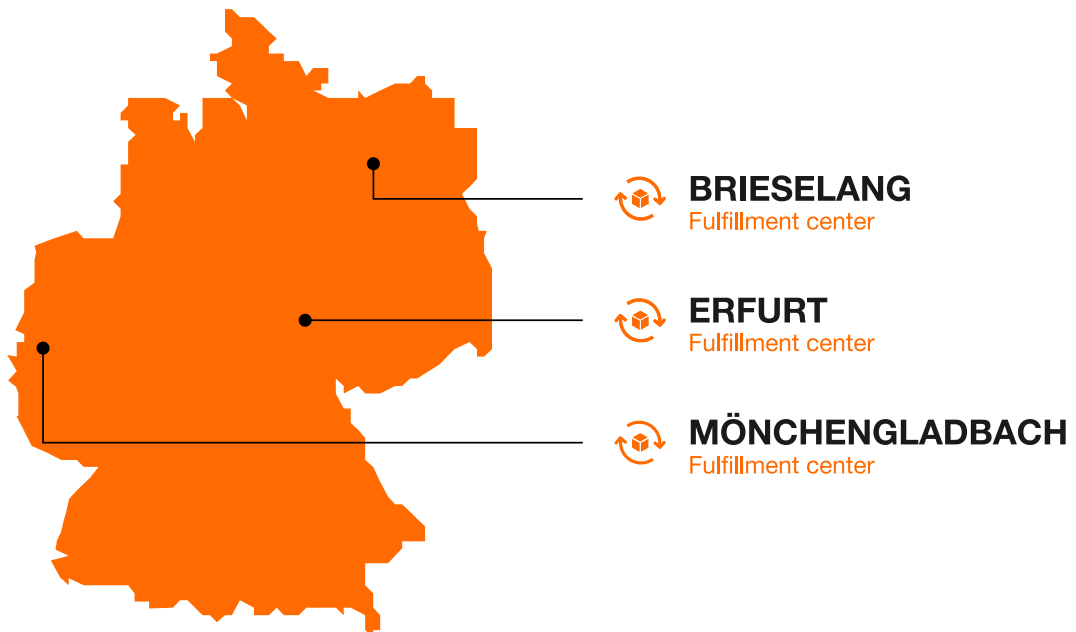 BRIESELANG
Fulfillment center
ERFURT
Fulfillment center
MÖNCHENGLADBACH
Fulfillment center